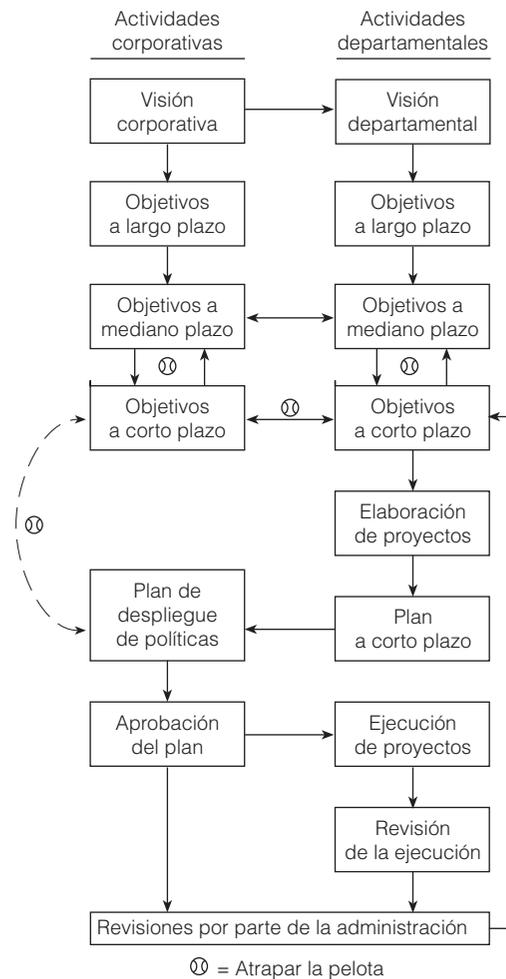 Actividades
corporativas
Actividades
departamentales
Visión
corporativa
Visión
departamental
Objetivos
a largo plazo
Objetivos
a largo plazo
Objetivos a
mediano plazo
Objetivos a
mediano plazo
Objetivos
a corto plazo
Objetivos
a corto plazo
Elaboración
de proyectos
Plan de
despliegue
de políticas
Plan
a corto plazo
Aprobación
del plan
Ejecución
de proyectos
Revisión
de la ejecución
Revisiones por parte de la administración
= Atrapar la pelota